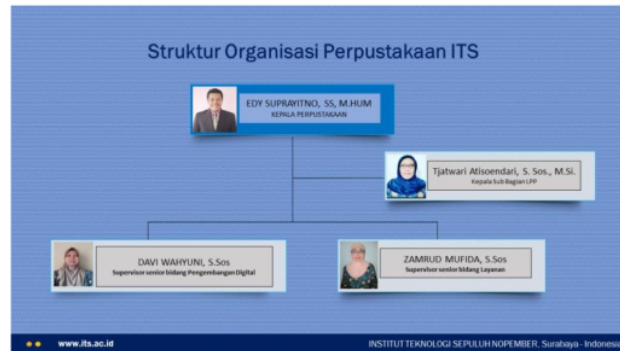 Struktur Organisasi Perpustakaan ITS
EDY SUPRAYITNO, SS, M.HUM
KEPALA PERPUSTAKAAN
Tjatwari Atisoendari, S. Sos., M.Si.
Kepala Sub Bagian LPP
DAVI WAHYUNI, S.Sos
Supervisor senior bidang Pengembangan Digital
ZAMRUD MUFIDA, S.Sos
Supervisor senior bidang Layanan
www.its.ac.id
INSTITUT TEKNOLOGI SEPULUH NOPEMBER, Surabaya - Indonesia